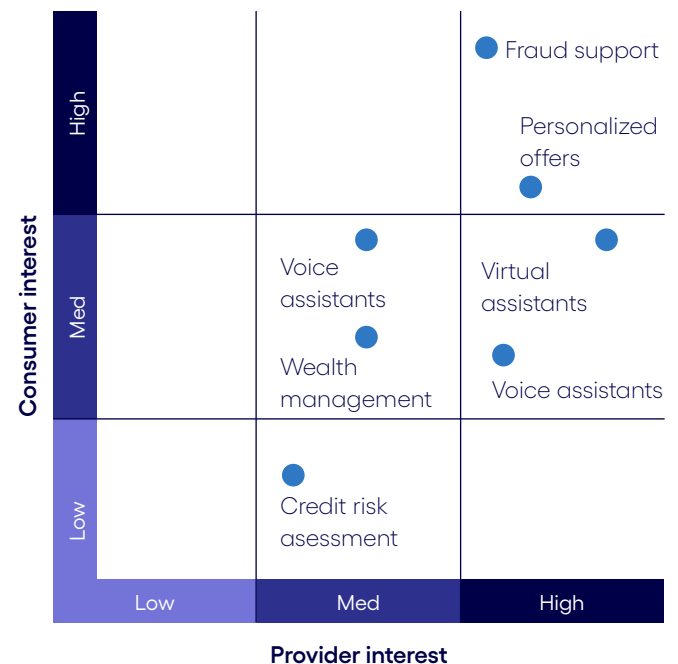 Fraud support
Personalized
offers
High
Consumer interest
Voice
assistants
Virtual
assistants
Med
Wealth
management
Voice assistants
Credit risk
asessment
Low
Low
Med
High
Provider interest